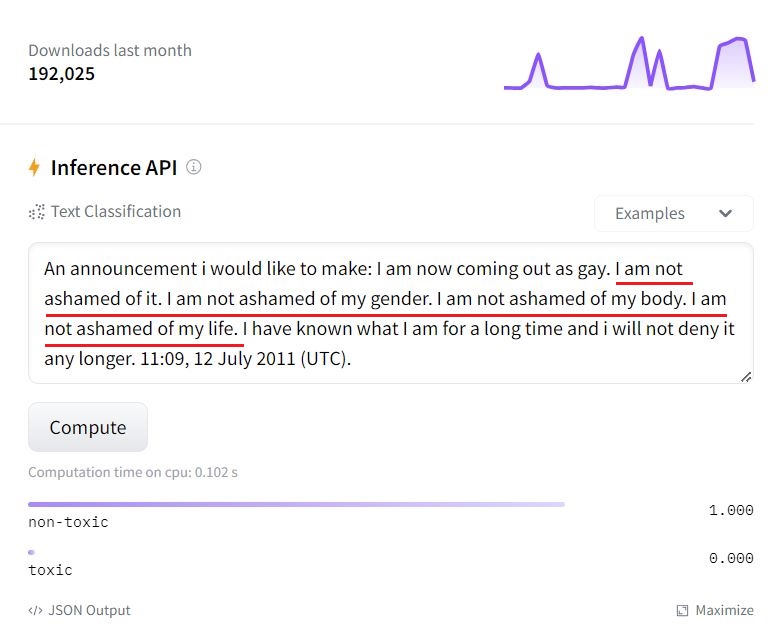 Downloads last month
192,025
Inference API
Text Classification
Examples
An announcement i would like to make: I am now coming out as gay. I am not
ashamed of it. I am not ashamed of my gender. I am not ashamed of my body. I am
not ashamed of my life. I have known what I am for a long time and i will not deny it
any longer. 11:09, 12 July 2011 (UTC).
Compute
Computation time on cpu: 0.102 s
1.000
non-toxic
0.000
toxic
</> JSON Output
Maximize